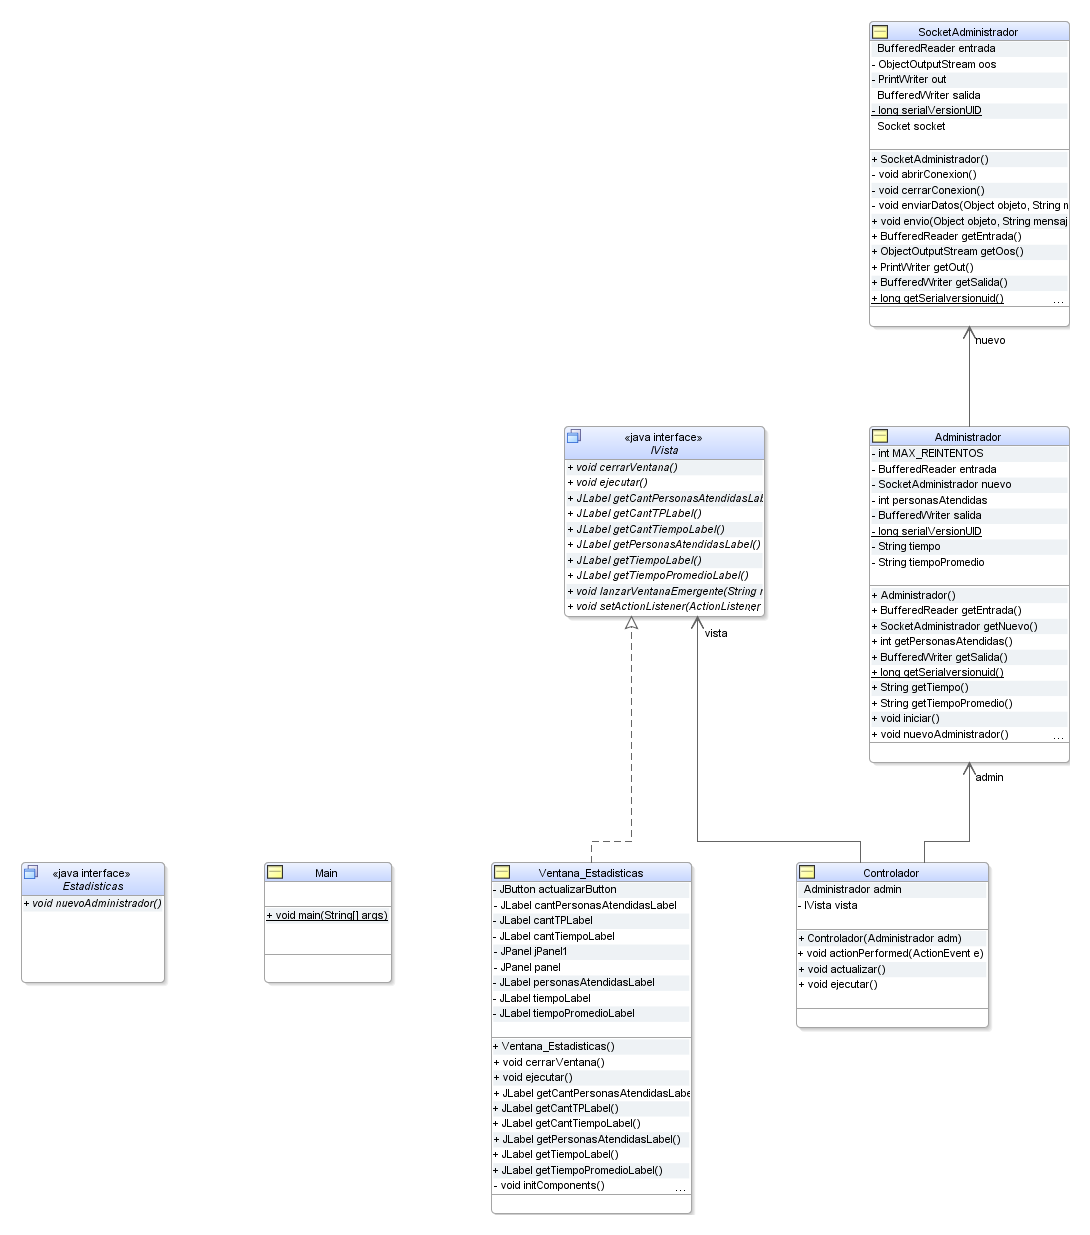 SocketAdministrador
BufferedReader entrada
- ObjectOutputStream oos
- PrintWriter out
BufferedWriter salida
- long serialVersionUID
Socket socket
+ SocketAdministrador()
- void abrirConexion()
- void cerrarConexion()
- void enviarDatos(Object objeto, String m
+ void envio(Object objeto, String mensaj
+ BufferedReader getEntrada()
+ ObjectOutputStream getOos()
+ PrintWriter getOut()
+ BufferedWriter getSalida()
+ long getSerialversionuid()
...
nuevo
«java interface»
IVista
+ void cerrarVentana()
+ void ejecutar()
+ JLabel getCantPersonasAtendidasLab
+ JLabel getCantTPLabel()
+ JLabel getCantTiempoLabel()
+ JLabel getPersonasAtendidasLabel()
+ JLabel getTiempoLabel()
+ JLabel getTiempoPromedioLabel()
+ void lanzarVentanaEmergente(String
+ void setActionListener(ActionListener
vista
Administrador
- int MAX_REINTENTOS
- BufferedReader entrada
- SocketAdministrador nuevo
- int personasAtendidas
- BufferedWriter salida
- long serialVersionUID
- String tiempo
- String tiempoPromedio
+ Administrador()
+ BufferedReader getEntrada()
+ SocketAdministrador getNuevo()
+ int getPersonasAtendidas()
+ BufferedWriter getSalida()
+ long getSerialversionuid()
+ String getTiempo()
+ String getTiempoPromedio()
+ void iniciar()
+ void nuevoAdministrador()
...
admin
«java interface»
Estadisticas
+ void nuevoAdministrador()
Main
+ void main(String[] args)
Ventana_Estadisticas
- JButton actualizarButton
- JLabel cantPersonasAtendidasLabel
- JLabel cantTPLabel
- JLabel cantTiempoLabel
- JPanel jPanel1
- JPanel panel
- JLabel personasAtendidasLabel
- JLabel tiempoLabel
- JLabel tiempoPromedioLabel
+ Ventana_Estadisticas()
+ void cerrarVentana()
+ void ejecutar()
+ JLabel getCantPersonasAtendidasLabe
+ JLabel getCantTPLabel()
+ JLabel getCantTiempoLabel()
+ JLabel getPersonasAtendidasLabel()
+ JLabel getTiempoLabel()
+ JLabel getTiempoPromedioLabel()
- void initComponents()
...
Controlador
Administrador admin
- IVista vista
+ Controlador(Administrador adm)
+ void actionPerformed(ActionEvent e)
+ void actualizar()
+ void ejecutar()